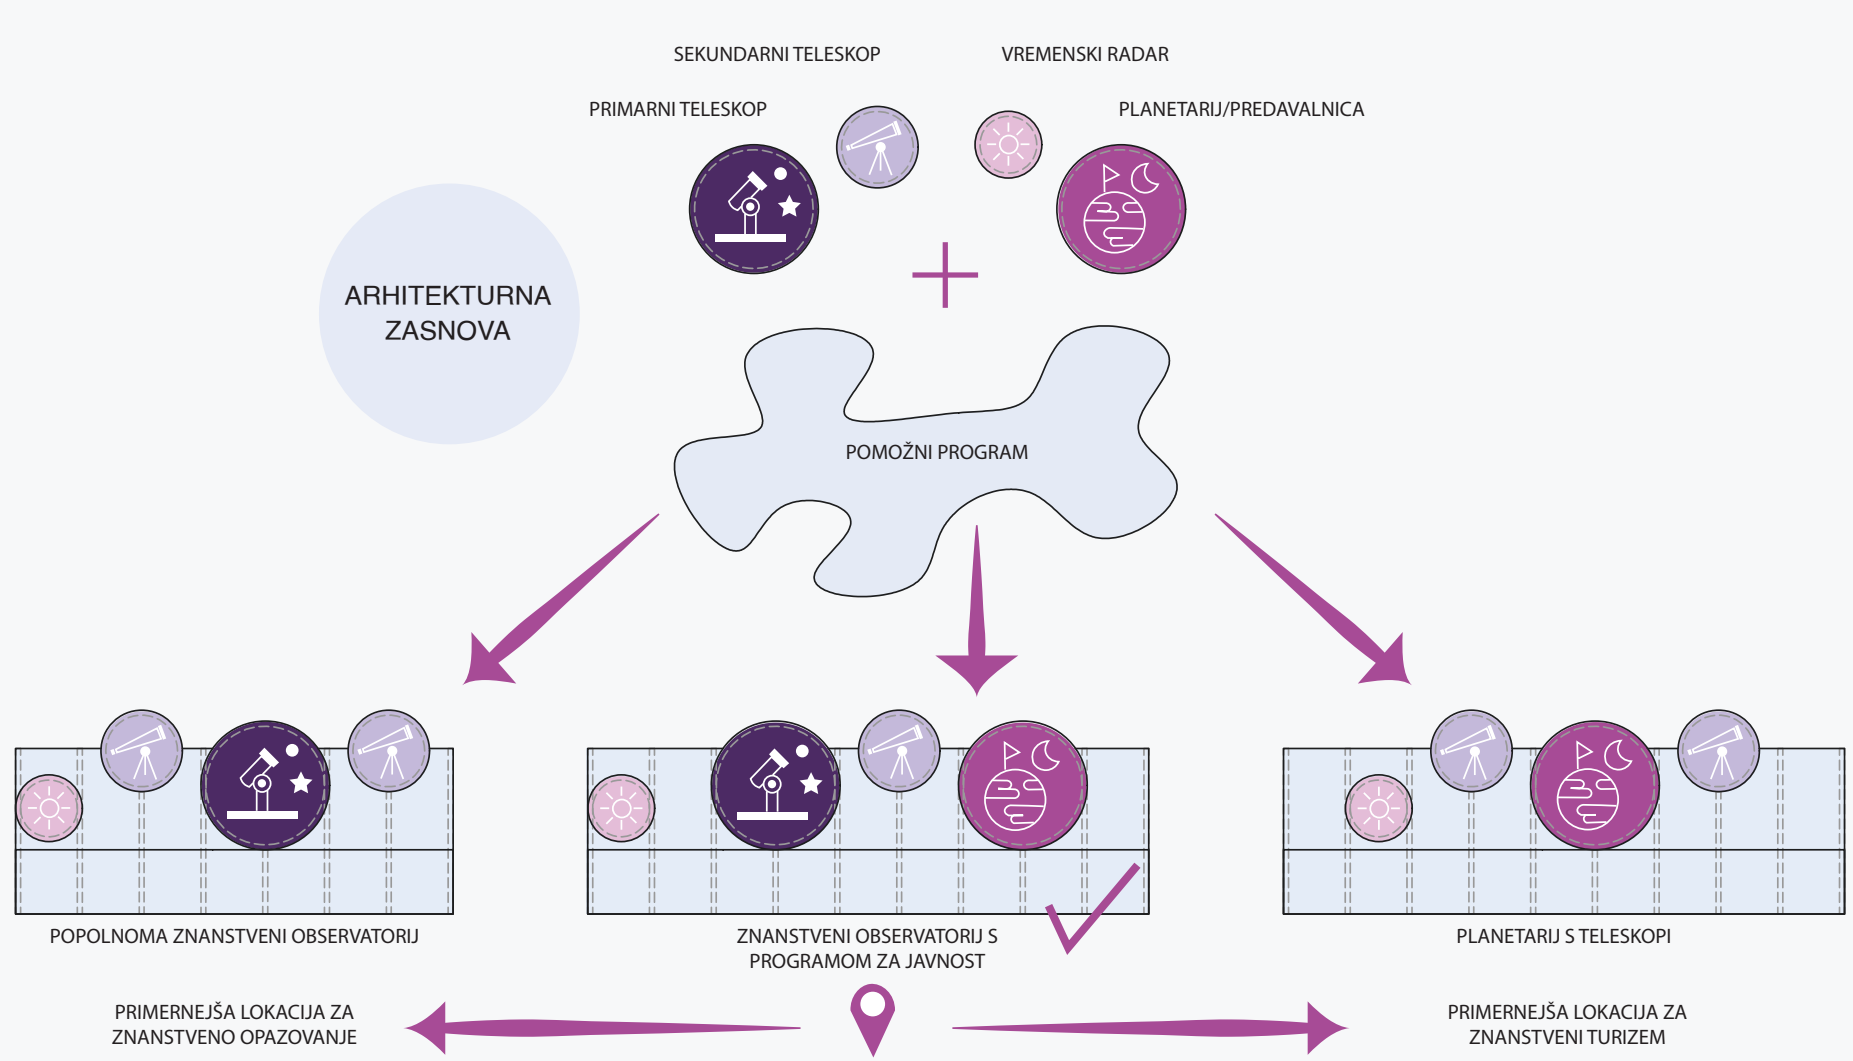 SEKUNDARNI TELESKOP
VREMENSKI RADAR
PRIMARNI TELESKOP
PLANETARIJ/PREDAVALNICA
ARHITEKTURNA
ZASNOVA
POMOŽNI PROGRAM
POPOLNOMA ZNANSTVENI OBSERVATORIJ
ZNANSTVENI OBSERVATORIJ S
PROGRAMOM ZA JAVNOST
PLANETARIJ S TELESKOPI
PRIMERNEJŠA LOKACIJA ZA
ZNANSTVENO OPAZOVANJE
PRIMERNEJŠA LOKACIJA ZA
ZNANSTVENI TURIZEM